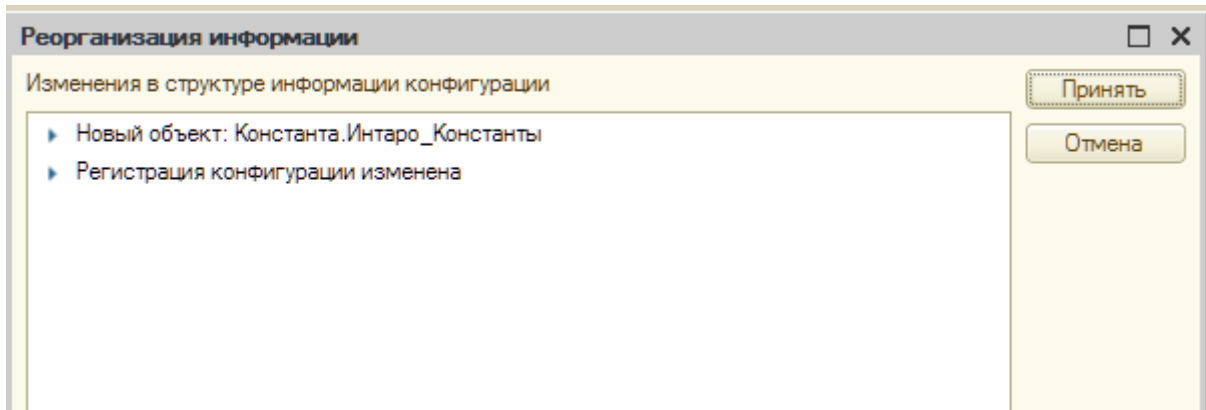 Реорганизация информации
Изменения в структуре информации конфигурации
Принять
Новый объект: Константа.Интаро_Константы
Отмена
Регистрация конфигурации изменена